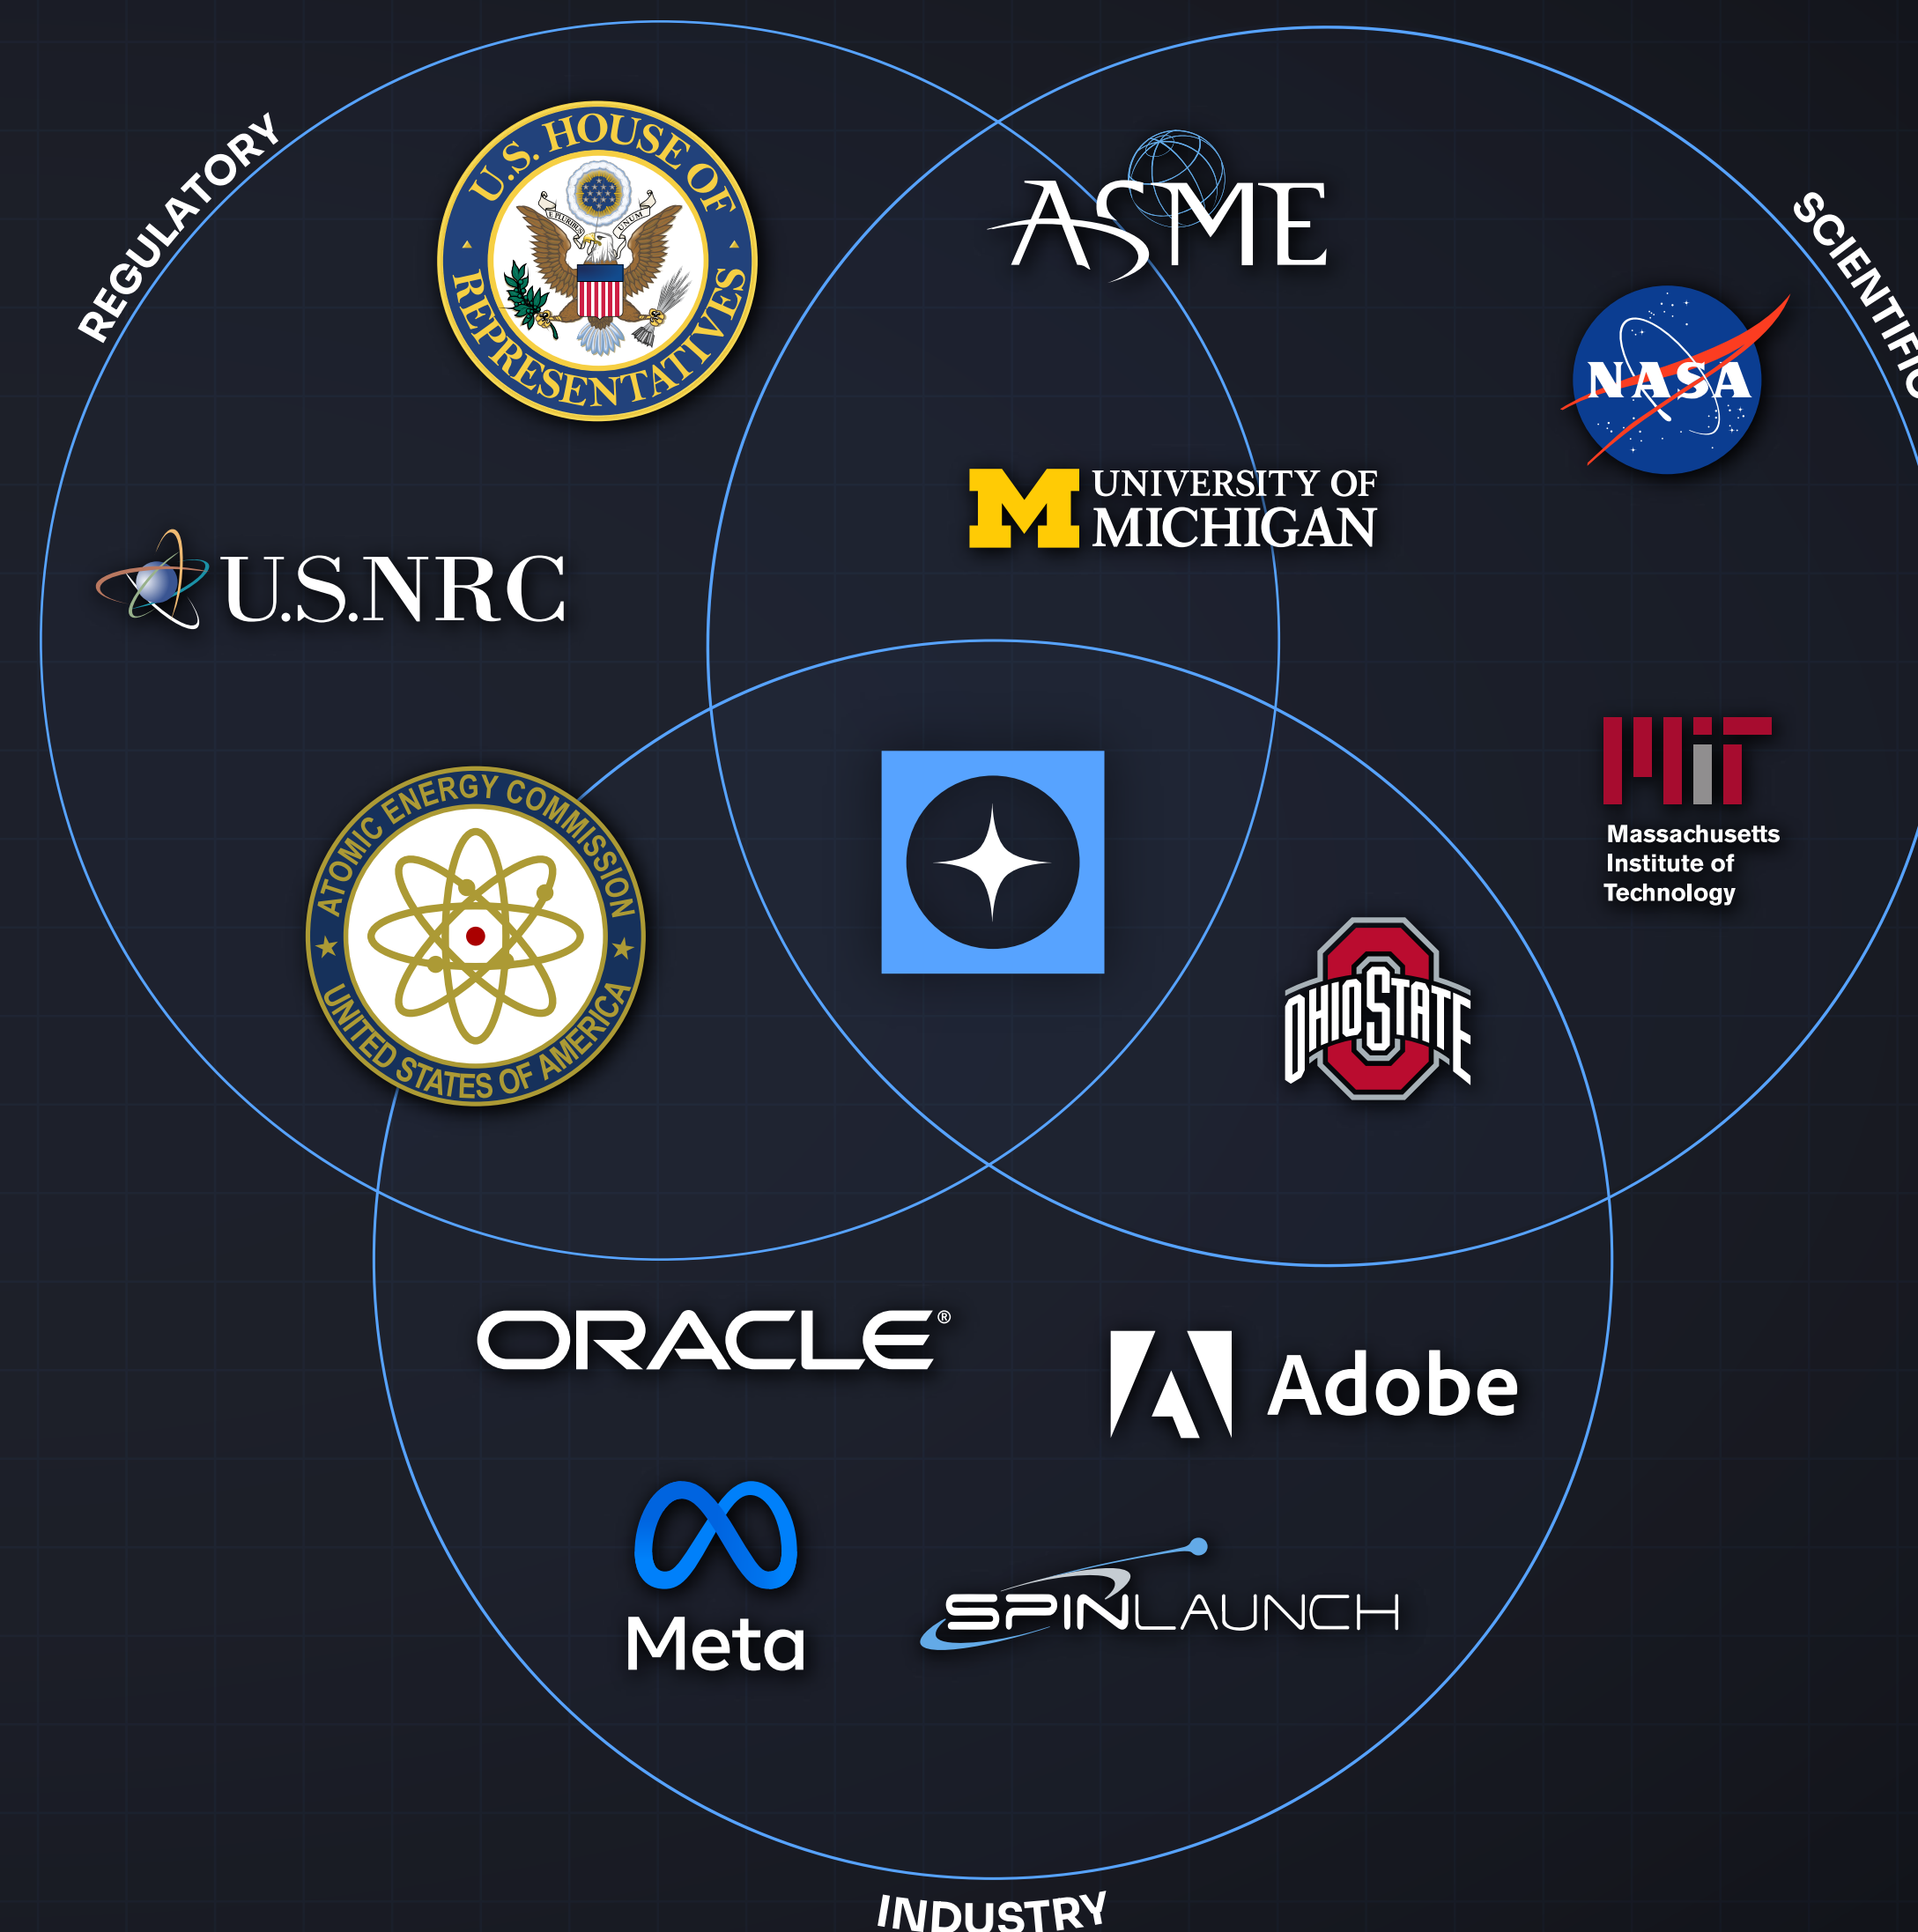 REGULATORY
SCIENTIFIC
U.S. HOUSE OF
REPRESENTATIVES
E PLURIBUS UNUM
ASME
NASA
M UNIVERSITY OF
MICHIGAN
U.S.NRC
MIT
Massachusetts
Institute of
Technology
ATOMIC ENERGY COMMISSION
UNITED STATES OF AMERICA
OHIO STATE
ORACLE®
Adobe
Meta
SPINLAUNCH
INDUSTRY